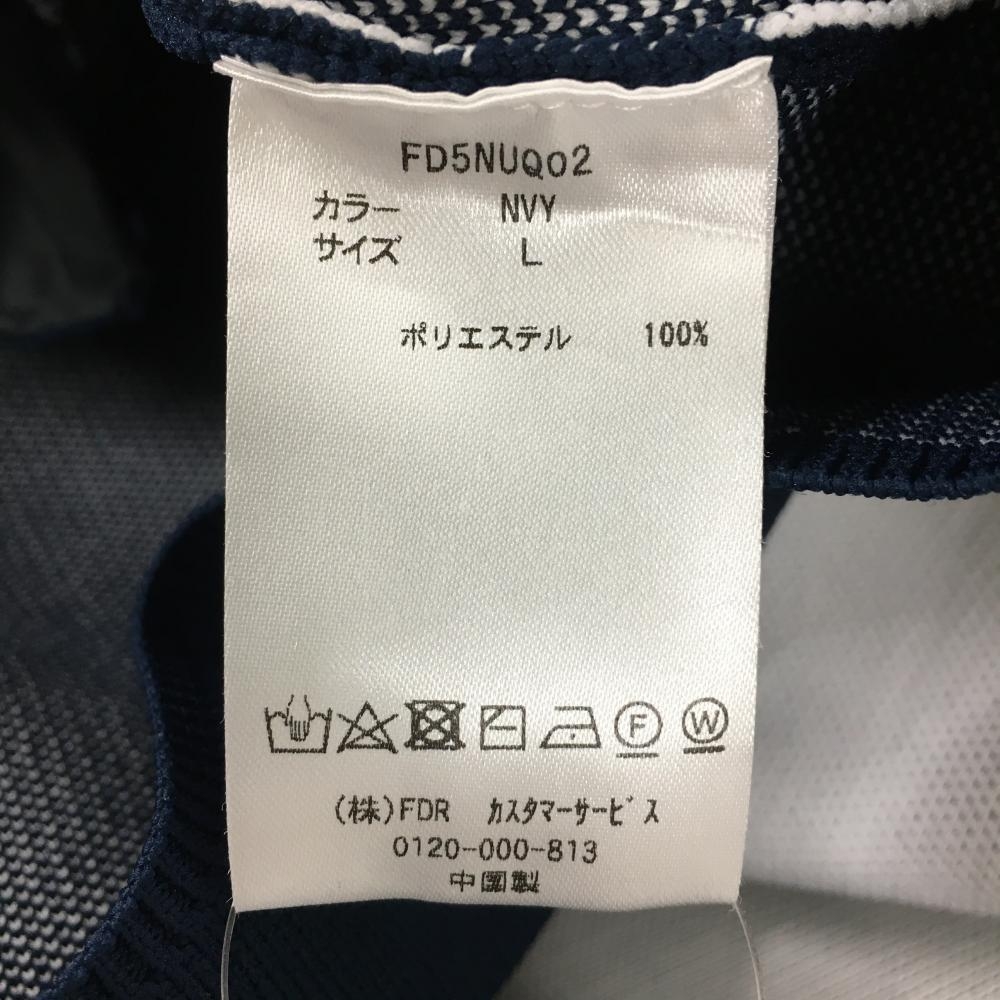 FD5NUQo2
カラー NVY
サイズ L
ポリエステル 100%
F W
(株)FDR カスタマーサービス
0120-000-813
中國製